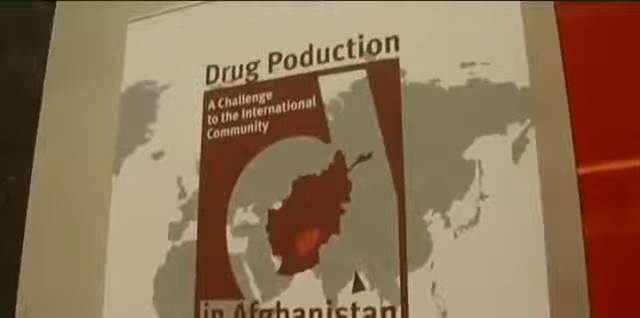 Drug Poduction
A Challenge
to the International
Community
in Afghanistan